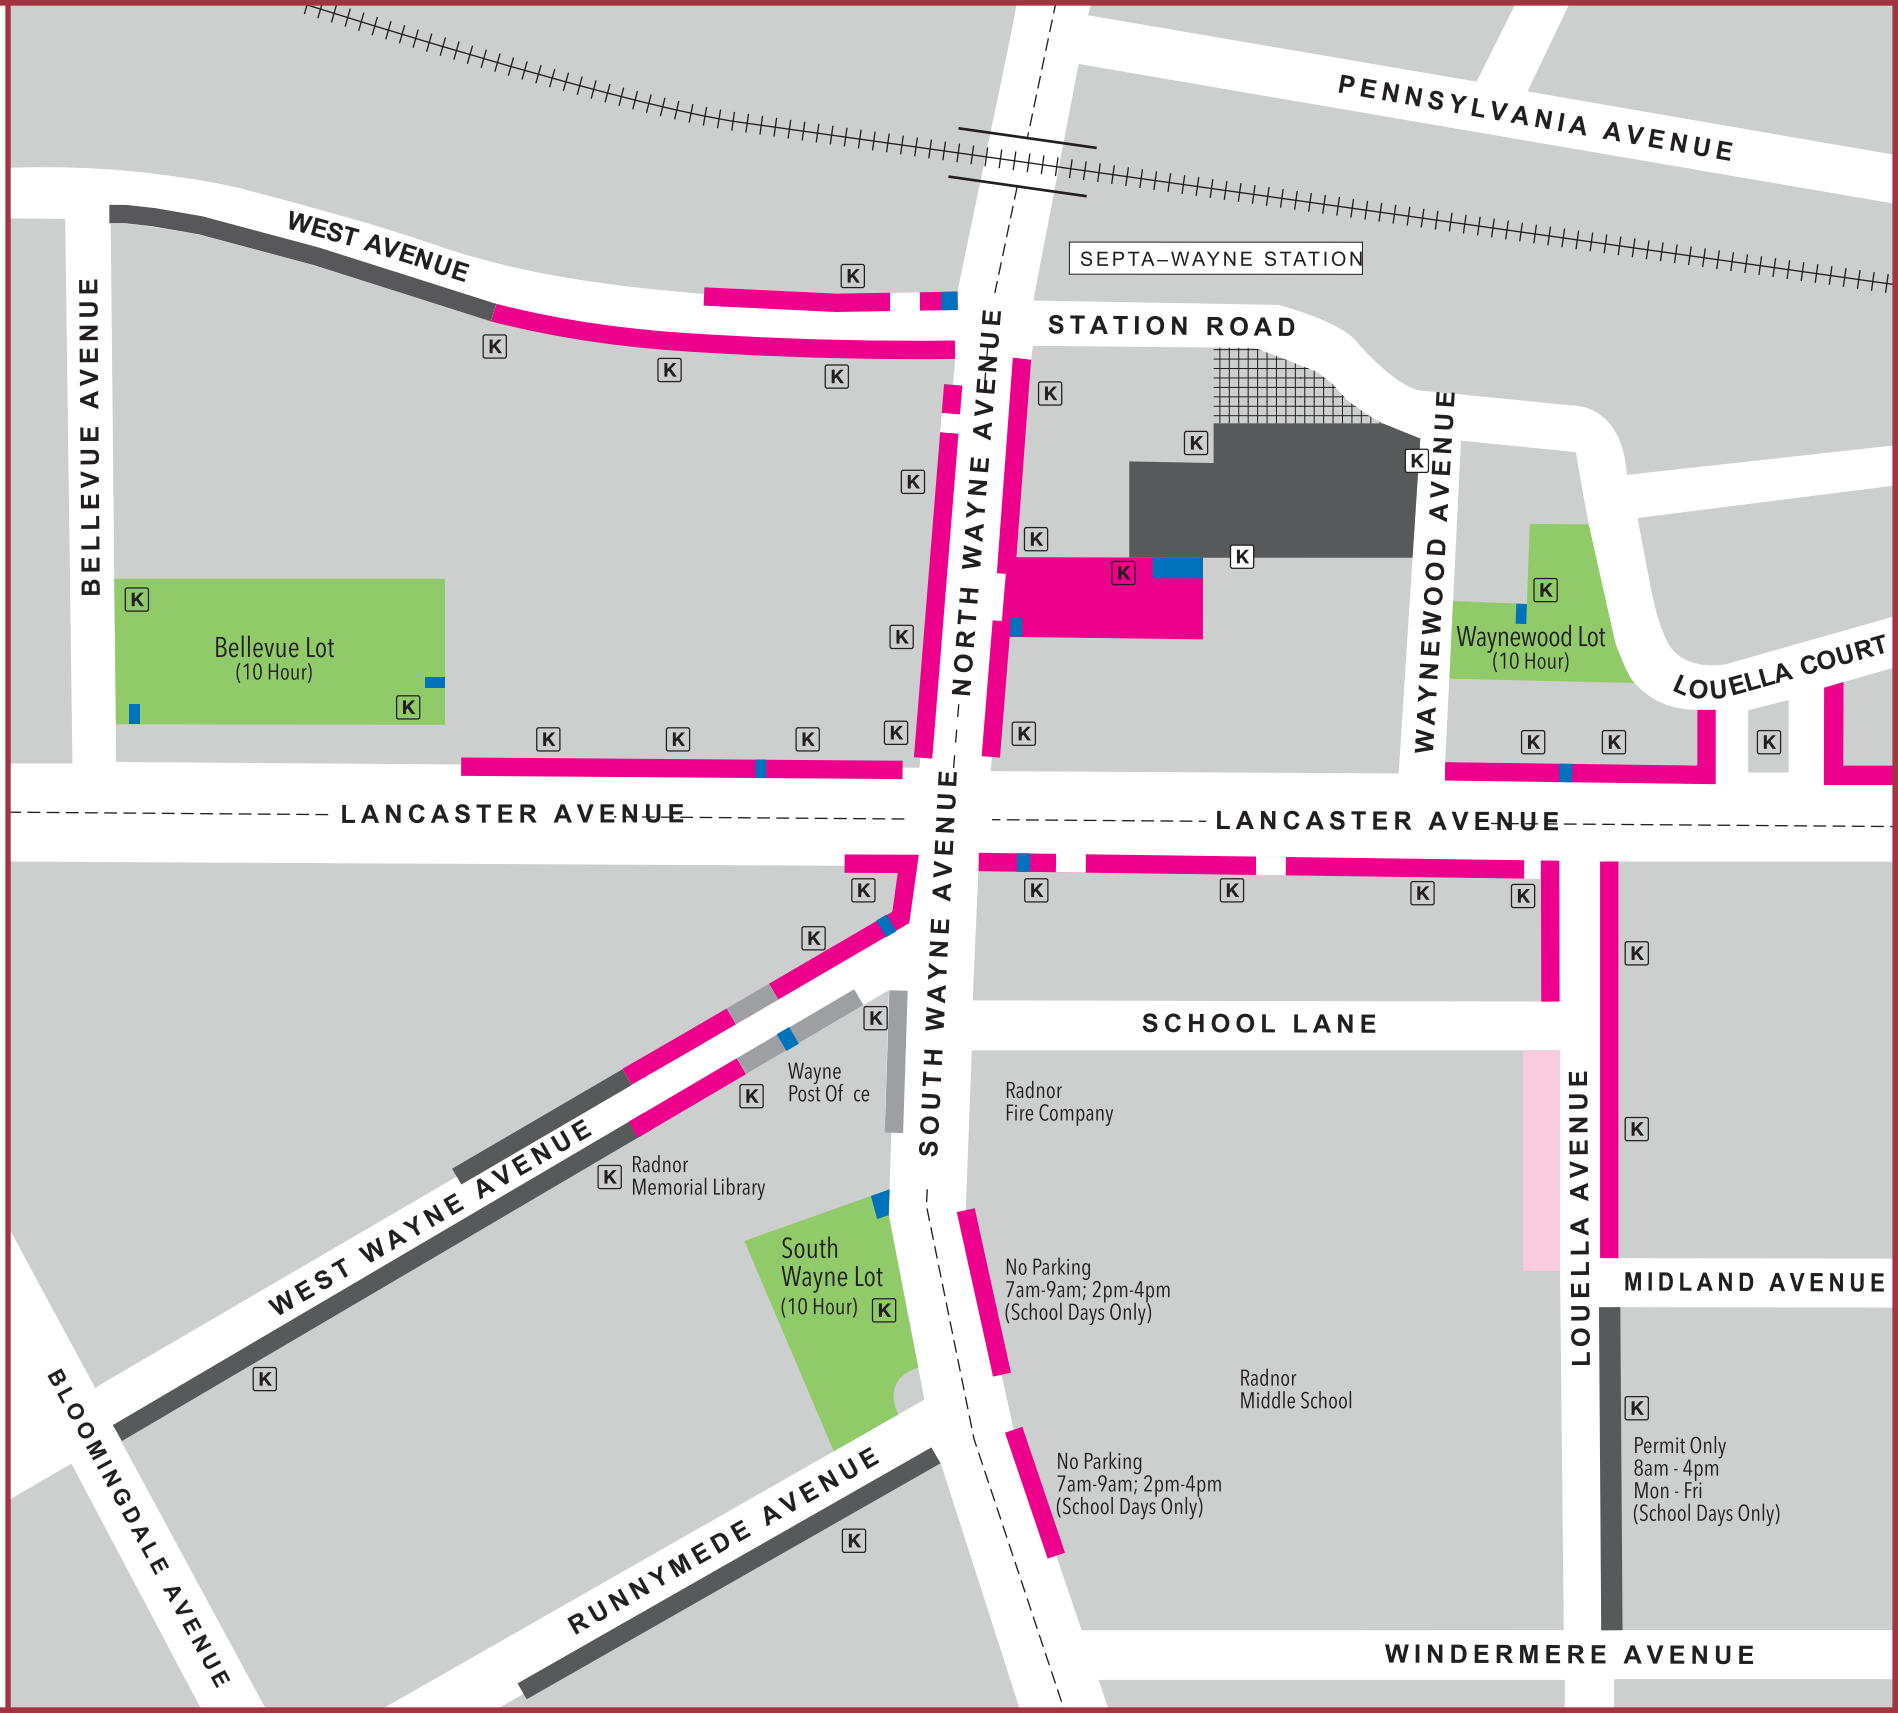 PENNSYLVANIA AVENUE
WEST AVENUE
SEPTA–WAYNE STATION
K
STATION ROAD
BELLEVUE AVENUE
K
K
K
K
NORTH WAYNE AVENUE
WAYNEWOOD AVENUE
K
K
K
K
K
K
K
K
K
Bellevue Lot
(10 Hour)
K
K
Waynewood Lot
(10 Hour)
LOUELLA COURT
K
K
K
K
K
K
K
K
K
LANCASTER AVENUE
LANCASTER AVENUE
K
K
K
K
K
SOUTH WAYNE AVENUE
K
K
K
SCHOOL LANE
Wayne
Post Of ce
K
Radnor
Fire Company
LOUELLA AVENUE
K
WEST WAYNE AVENUE
K
Radnor
Memorial Library
South
Wayne Lot
(10 Hour)
K
No Parking
7am-9am; 2pm-4pm
(School Days Only)
MIDLAND AVENUE
K
BLOOMINGDALE AVENUE
Radnor
Middle School
K
Permit Only
8am - 4pm
Mon - Fri
(School Days Only)
No Parking
7am-9am; 2pm-4pm
(School Days Only)
RUNNYMEDE AVENUE
K
WINDERMERE AVENUE